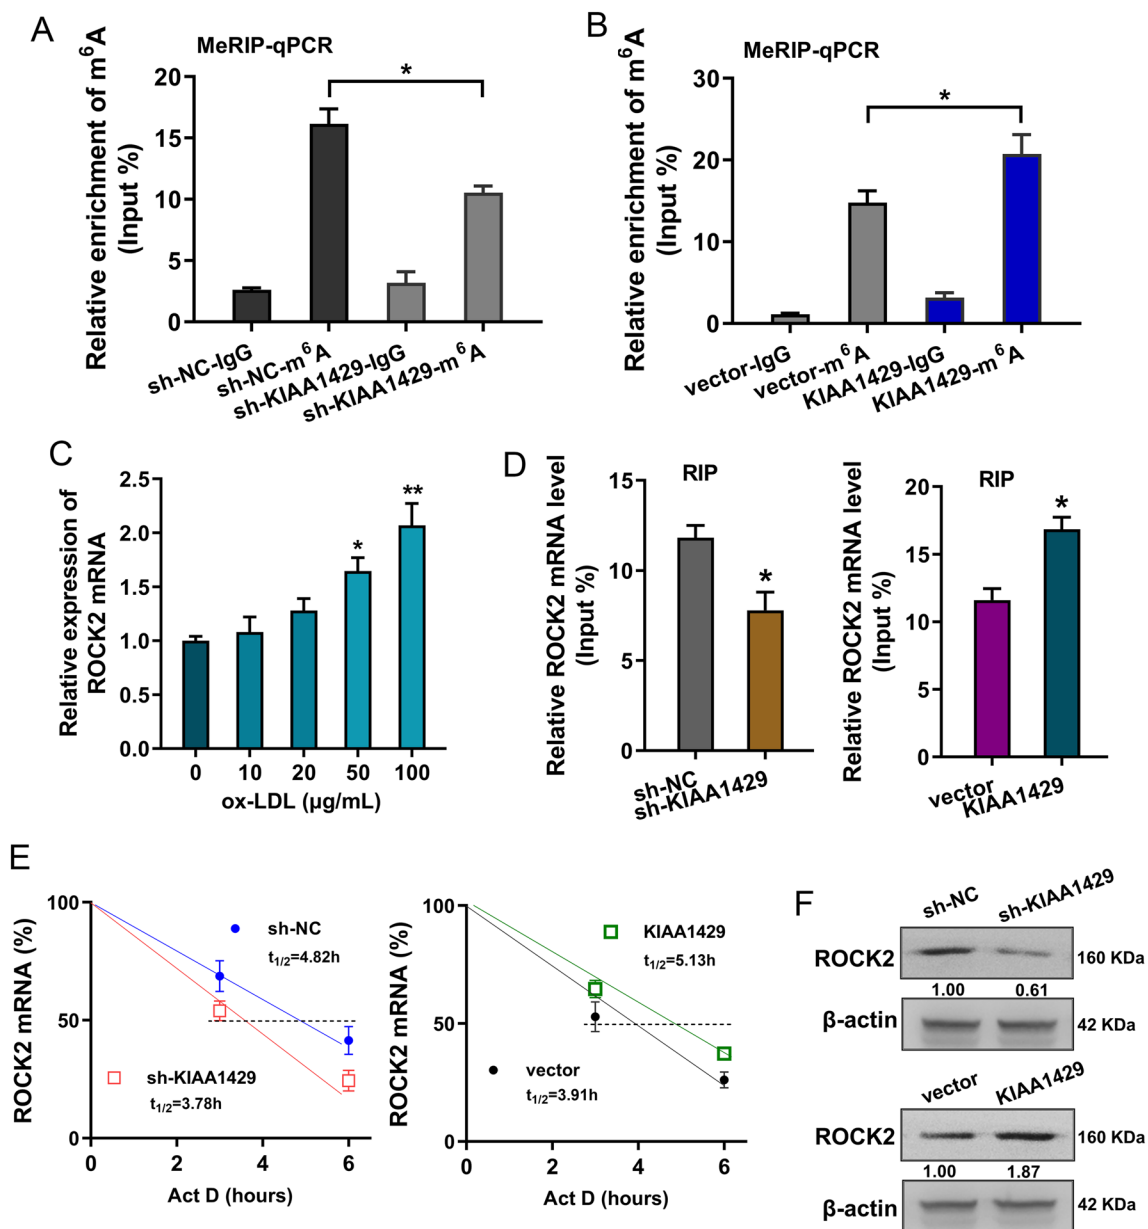 A
MeRIP-qPCR
Relative enrichment of m⁶A
(Input %)
20
15
10
5
0
*
sh-NC-IgG
sh-NC-m⁶A
sh-KIAA1429-IgG
sh-KIAA1429-m⁶A
B
MeRIP-qPCR
Relative enrichment of m⁶A
(Input %)
30
20
10
0
*
vector-IgG
vector-m⁶A
KIAA1429-IgG
KIAA1429-m⁶A
C
Relative expression of
ROCK2 mRNA
2.5
2.0
1.5
1.0
0.5
0.0
*
**
0 10 20 50 100
ox-LDL (μg/mL)
D
RIP
Relative ROCK2 mRNA level
(Input %)
15
10
5
0
*
sh-NC
sh-KIAA1429
RIP
Relative ROCK2 mRNA level
(Input %)
20
15
10
5
0
*
vector
KIAA1429
E
ROCK2 mRNA (%)
100
50
0
sh-NC
t1/2=4.82h
sh-KIAA1429
t1/2=3.78h
0 2 4 6
Act D (hours)
ROCK2 mRNA (%)
100
50
0
KIAA1429
t1/2=5.13h
vector
t1/2=3.91h
0 2 4 6
Act D (hours)
F
sh-NC sh-KIAA1429
ROCK2 160 KDa
1.00 0.61
β-actin 42 KDa
vector KIAA1429
ROCK2 160 KDa
1.00 1.87
β-actin 42 KDa